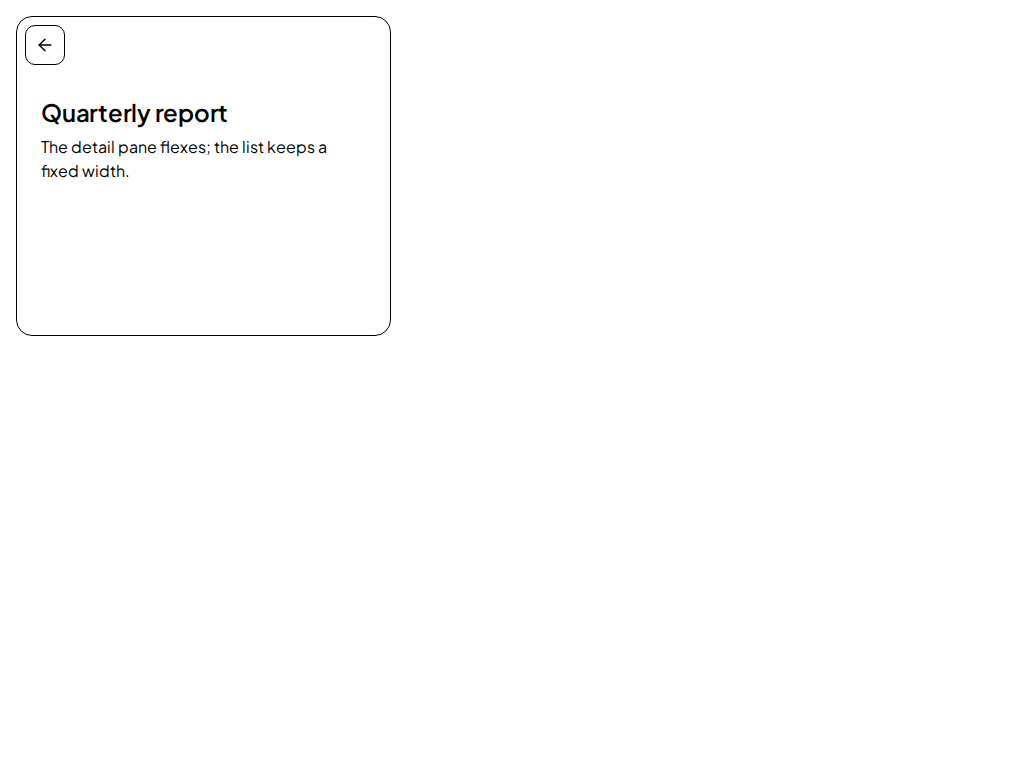 Quarterly report
The detail pane flexes; the list keeps a
fixed width.